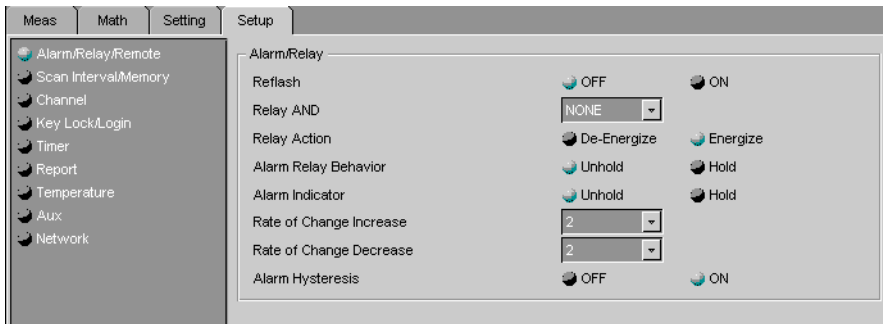 Meas Math Setting Setup
Alarm/Relay/Remote
Scan Interval/Memory
Channel
Key Lock/Login
Timer
Report
Temperature
Aux
Network
Alarm/Relay
Reflash OFF ON
Relay AND NONE
Relay Action De-Energize Energize
Alarm Relay Behavior Unhold Hold
Alarm Indicator Unhold Hold
Rate of Change Increase 2
Rate of Change Decrease 2
Alarm Hysteresis OFF ON